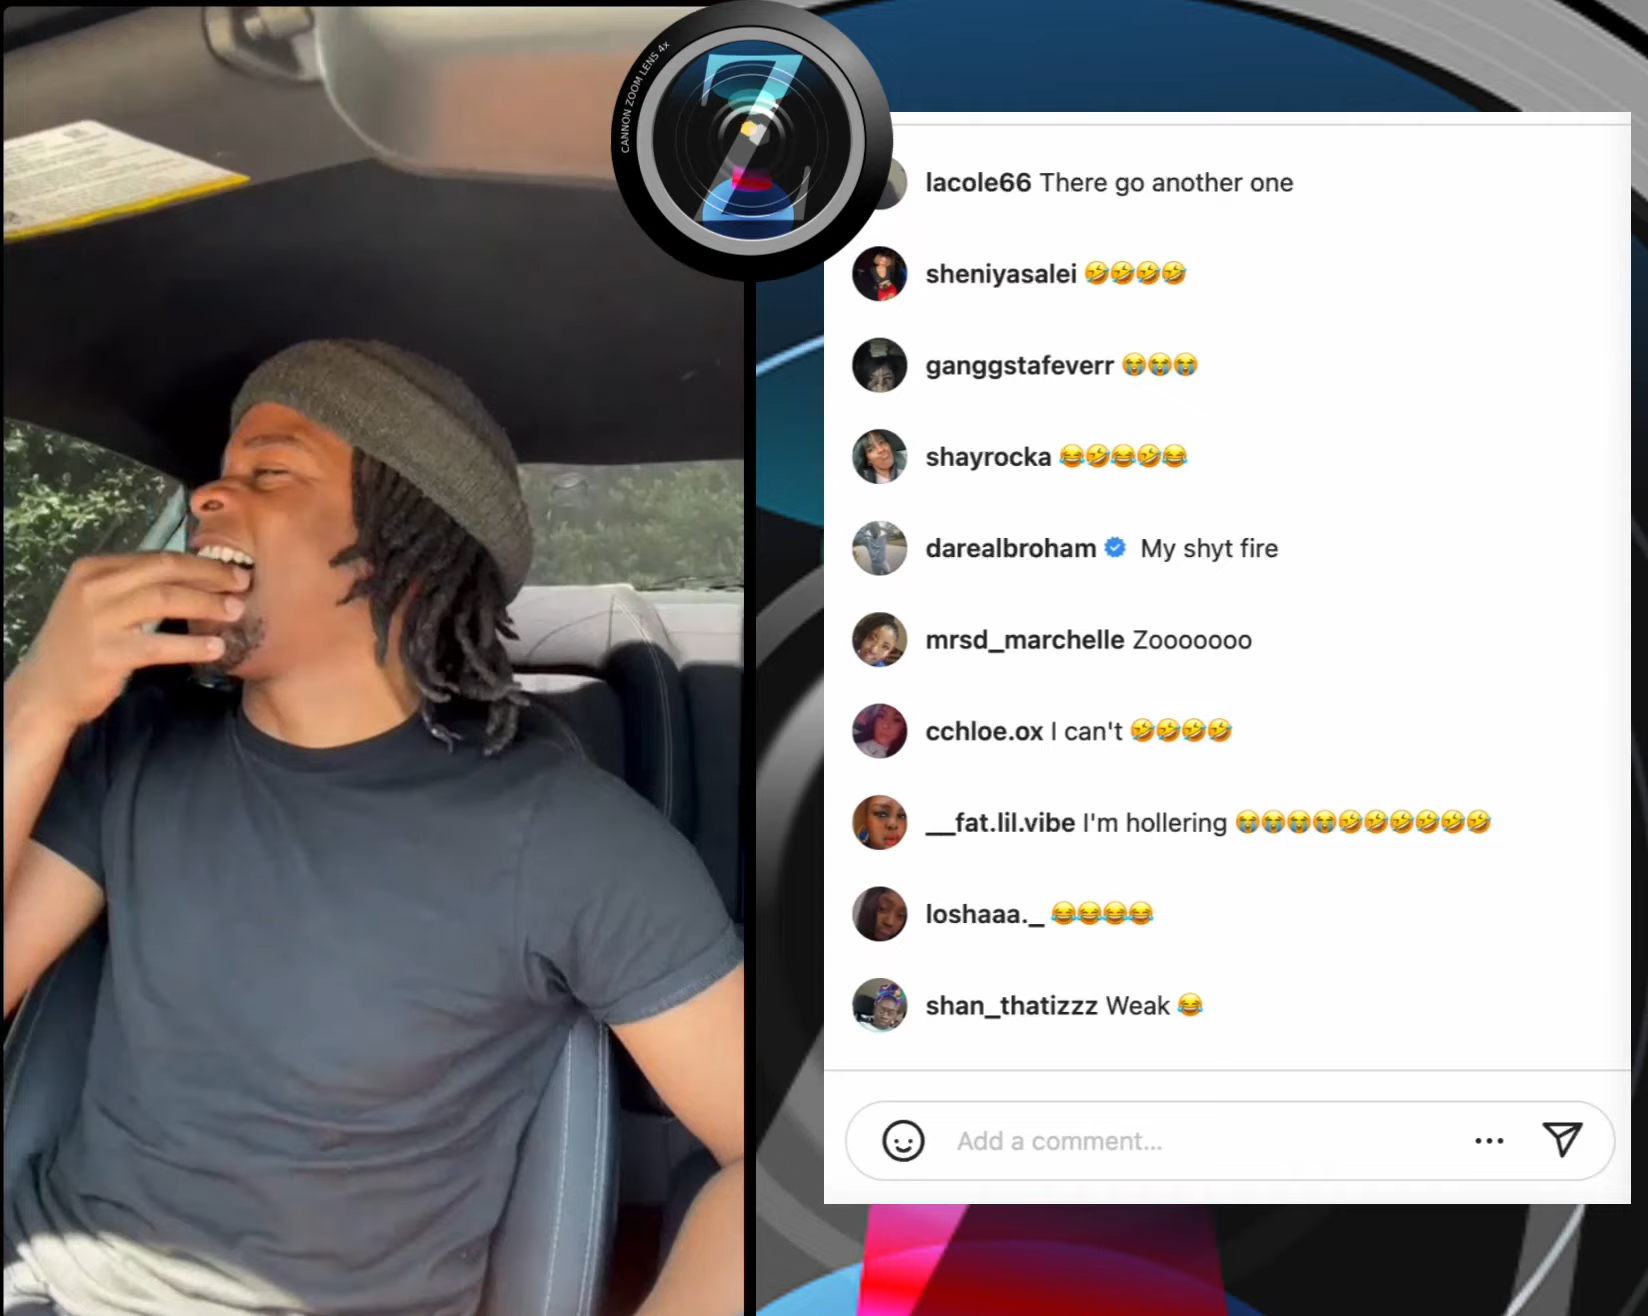 CANNON ZOOM LENS 4x
lacole66 There go another one
sheniyasalei 🤣🤣🤣🤣
ganggstafeverr 😭😭😭
shayrocka 😂🤣😂🤣😂
darealbroham My shyt fire
mrsd_marchelle Zooooooo
cchloe.ox I can't 🤣🤣🤣🤣
__fat.lil.vibe I'm hollering 😭😭😭😭🤣🤣🤣🤣🤣🤣
loshaaa._ 😂😂😂😂
shan_thatizzz Weak 😂
Add a comment...